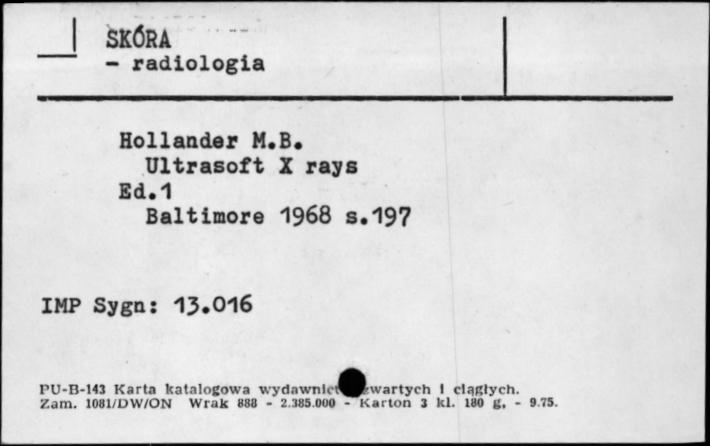 SKÓRA
- radiologia
Hollander M.B.
Ultrasoft X rays
Ed.1
Baltimore 1968 s.197
IMP Sygn: 13.016
PU-B-143 Karta katalogowa wydawnict zwartych i ciągłych.
Zam. 1081/DW/ON Wrak 888 - 2.385.000 - Karton 3 kl. 180 g, - 9.75.